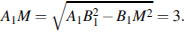 A₁M = √(A₁B₁² − B₁M²) = 3.